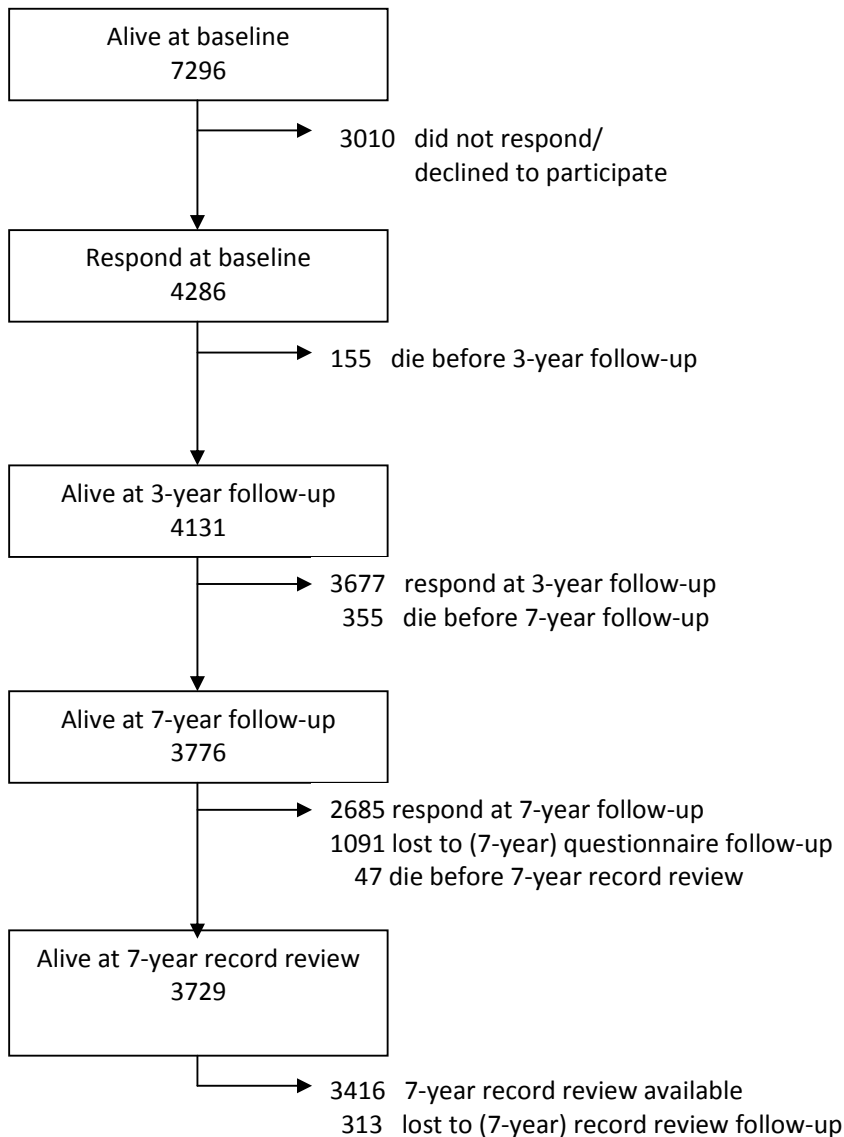 Alive at baseline
7296
3010 did not respond/
declined to participate
Respond at baseline
4286
155 die before 3-year follow-up
Alive at 3-year follow-up
4131
3677 respond at 3-year follow-up
355 die before 7-year follow-up
Alive at 7-year follow-up
3776
2685 respond at 7-year follow-up
1091 lost to (7-year) questionnaire follow-up
47 die before 7-year record review
Alive at 7-year record review
3729
3416 7-year record review available
313 lost to (7-year) record review follow-up